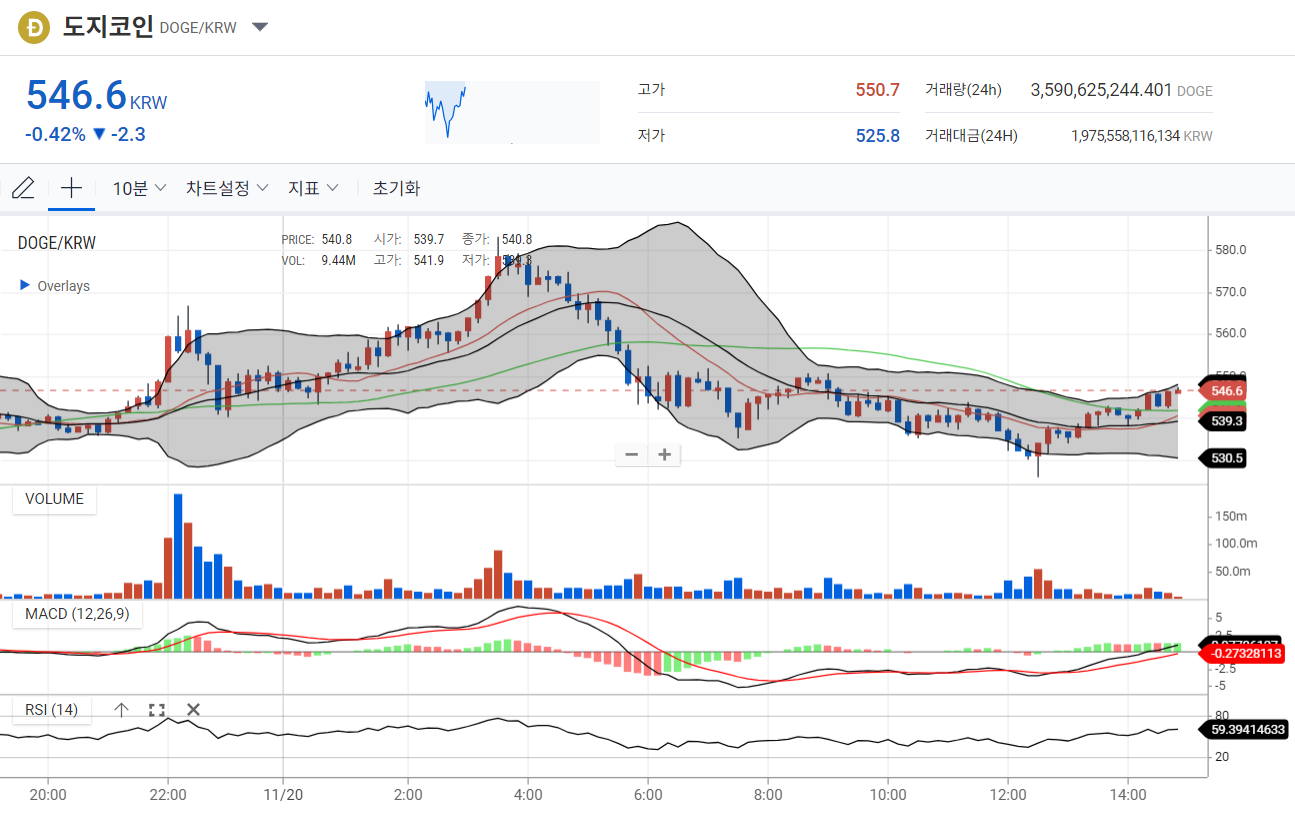 도지코인 DOGE/KRW
546.6 KRW
-0.42% ▼ -2.3
고가 550.7 거래량(24h) 3,590,625,244.401 DOGE
저가 525.8 거래대금(24H) 1,975,558,116,134 KRW
10분 차트설정 지표 초기화
DOGE/KRW
PRICE: 540.8 시가: 539.7 종가: 540.8
VOL: 9.44M 고가: 541.9 저가:
Overlays
580.0
570.0
560.0
546.6
539.3
530.5
VOLUME
150m
100.0m
50.0m
MACD (12,26,9)
5
-0.27328113
-2.5
-5
RSI (14)
80
59.39414633
20
20:00 22:00 11/20 2:00 4:00 6:00 8:00 10:00 12:00 14:00